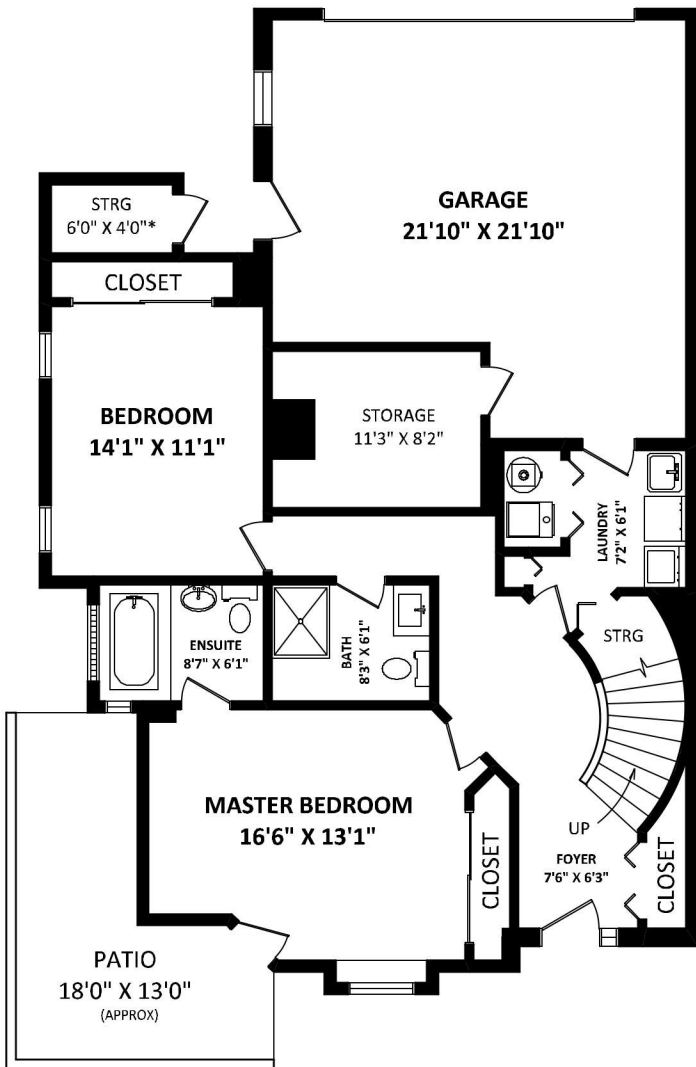 GARAGE
21'10" X 21'10"
STRG
6'0" X 4'0"*
CLOSET
BEDROOM
14'1" X 11'1"
STORAGE
11'3" X 8'2"
LAUNDRY
7'2" X 6'1"
STRG
ENSUITE
8'7" X 6'1"
BATH
8'3" X 6'1"
MASTER BEDROOM
16'6" X 13'1"
CLOSET
UP
FOYER
7'6" X 6'3"
CLOSET
PATIO
18'0" X 13'0"
(APPROX)